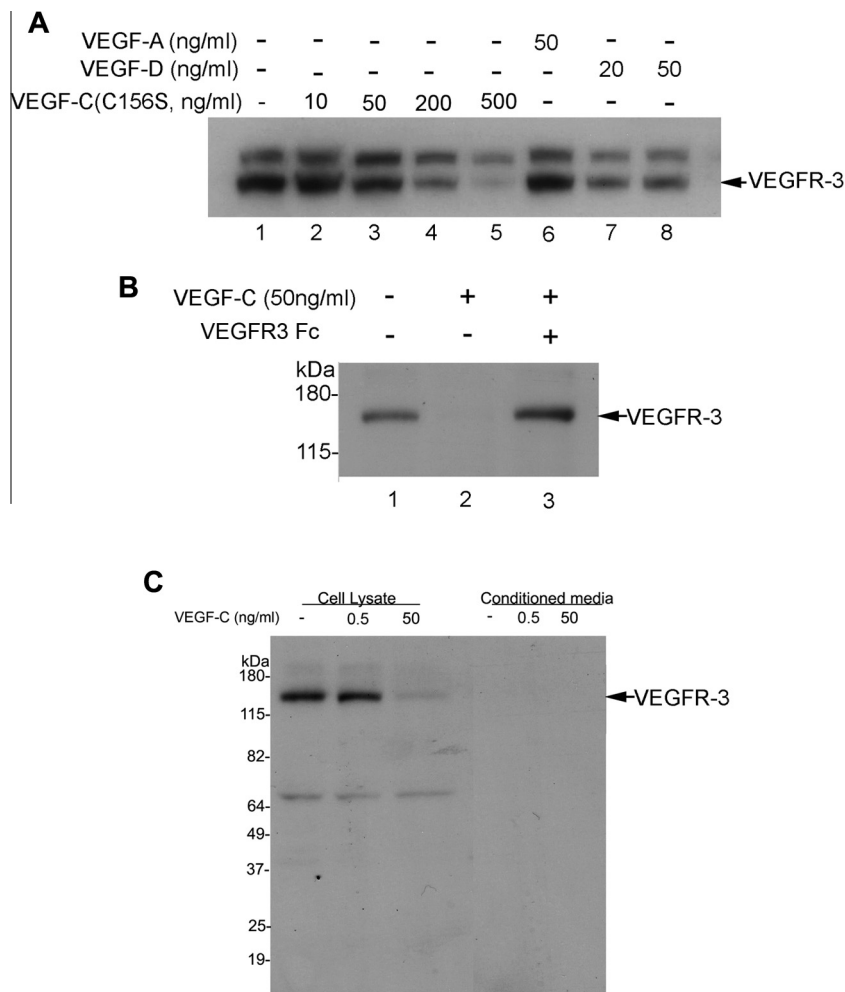 A
VEGF-A (ng/ml) - - - - - 50 - -
VEGF-D (ng/ml) - - - - - - 20 50
VEGF-C(C156S, ng/ml) - 10 50 200 500 - - -
VEGFR-3
1 2 3 4 5 6 7 8
B
VEGF-C (50ng/ml) - + +
VEGFR3 Fc - - +
kDa
180-
VEGFR-3
115-
1 2 3
C
Cell Lysate Conditioned media
VEGF-C (ng/ml) - 0.5 50 - 0.5 50
kDa
180-
VEGFR-3
115-
82-
64-
49-
37-
25-
19-